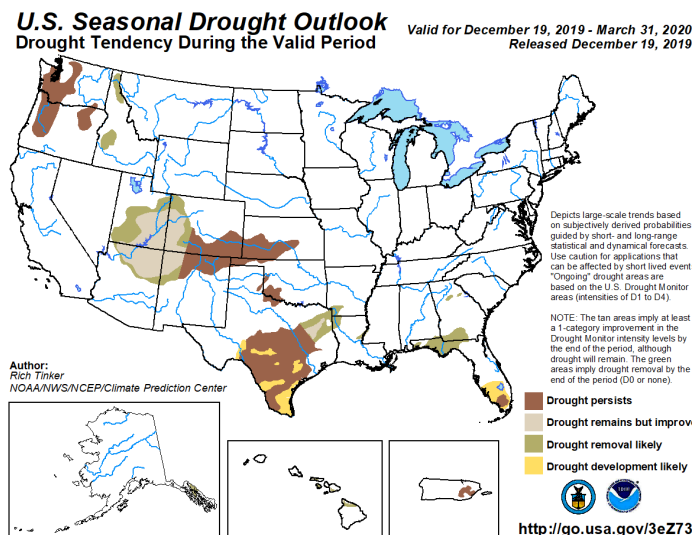 U.S. Seasonal Drought Outlook
Drought Tendency During the Valid Period
Valid for December 19, 2019 - March 31, 2020
Released December 19, 2019
Depicts large-scale trends based
on subjectively derived probabilities
guided by short- and long-range
statistical and dynamical forecasts.
Use caution for applications that
can be affected by short lived event
"Ongoing" drought areas are
based on the U.S. Drought Monitor
areas (intensities of D1 to D4).
NOTE: The tan areas imply at least
a 1-category improvement in the
Drought Monitor intensity levels by
the end of the period, although
drought will remain. The green
areas imply drought removal by the
end of the period (D0 or none).
Author:
Rich Tinker
NOAA/NWS/NCEP/Climate Prediction Center
Drought persists
Drought remains but improv
Drought removal likely
Drought development likely
http://go.usa.gov/3eZ73